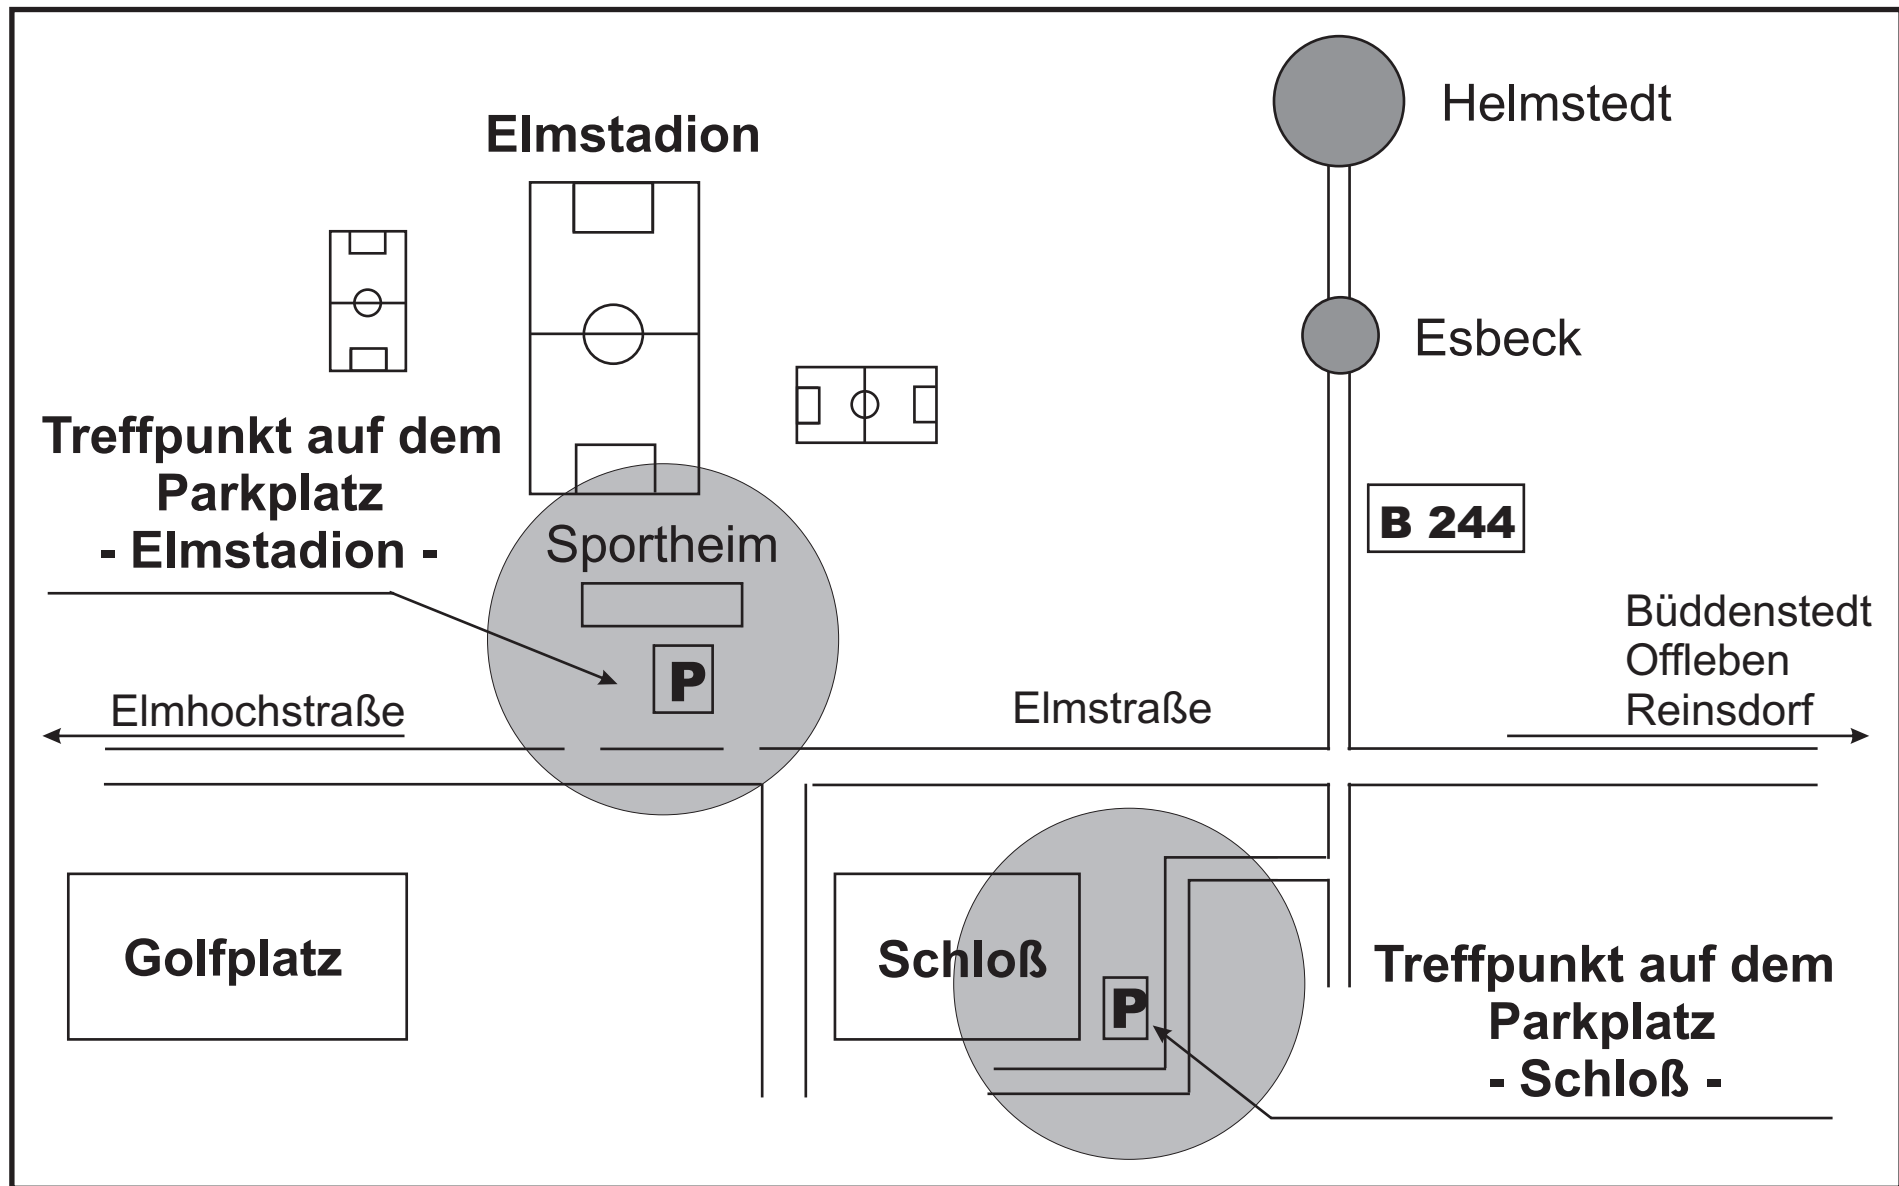 Helmstedt
Elmstadion
Esbeck
Treffpunkt auf dem
Parkplatz
- Elmstadion -
B 244
Sportheim
Büddenstedt
Offleben
Reinsdorf
P
Elmhochstraße
Elmstraße
Golfplatz
Schloß
P
Treffpunkt auf dem
Parkplatz
- Schloß -